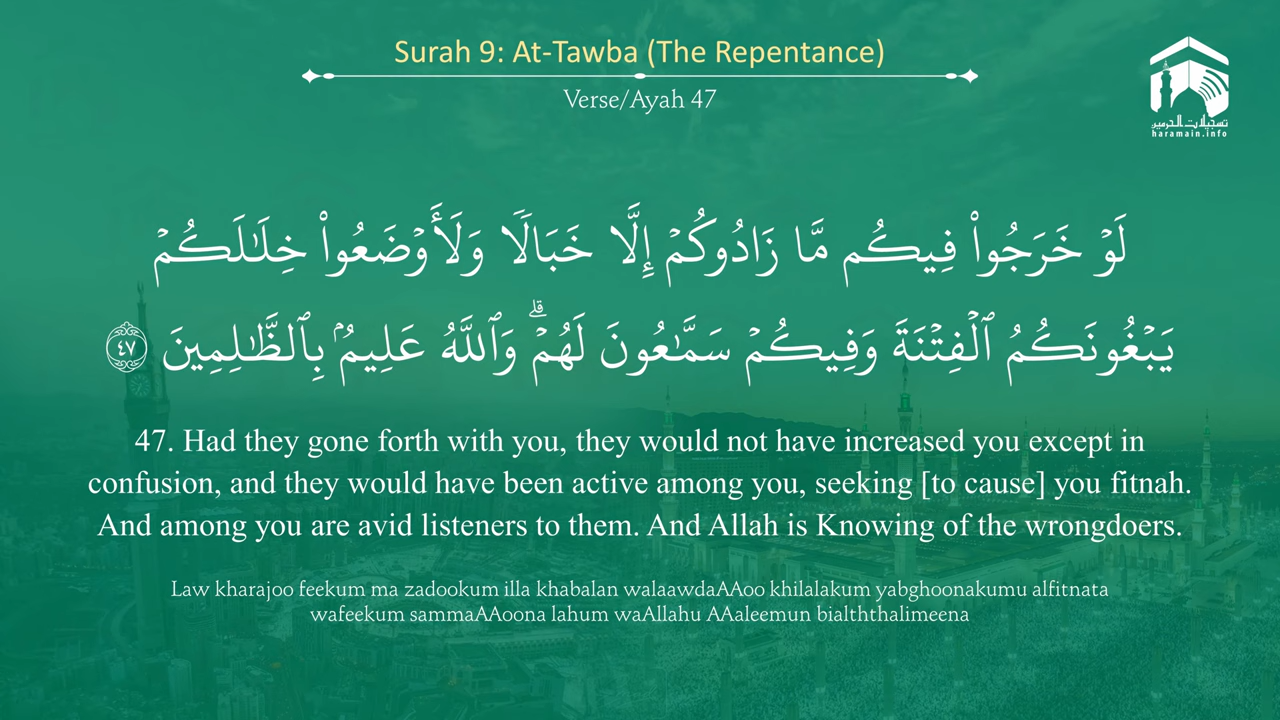 Surah 9: At-Tawba (The Repentance)
Verse/Ayah 47
تسجيلات الحرمين
haramain.info
لَوۡ خَرَجُواْ فِيكُم مَّا زَادُوكُمۡ إِلَّا خَبَالٗا وَلَأَوۡضَعُواْ خِلَٰلَكُمۡ
يَبۡغُونَكُمُ ٱلۡفِتۡنَةَ وَفِيكُمۡ سَمَّٰعُونَ لَهُمۡۗ وَٱللَّهُ عَلِيمُۢ بِٱلظَّٰلِمِينَ ٤٧
47. Had they gone forth with you, they would not have increased you except in
confusion, and they would have been active among you, seeking [to cause] you fitnah.
And among you are avid listeners to them. And Allah is Knowing of the wrongdoers.
Law kharajoo feekum ma zadookum illa khabalan walaawdaAAoo khilalakum yabghoonakumu alfitnata
wafeekum sammaAAoona lahum waAllahu AAaleemun bialththalimeena